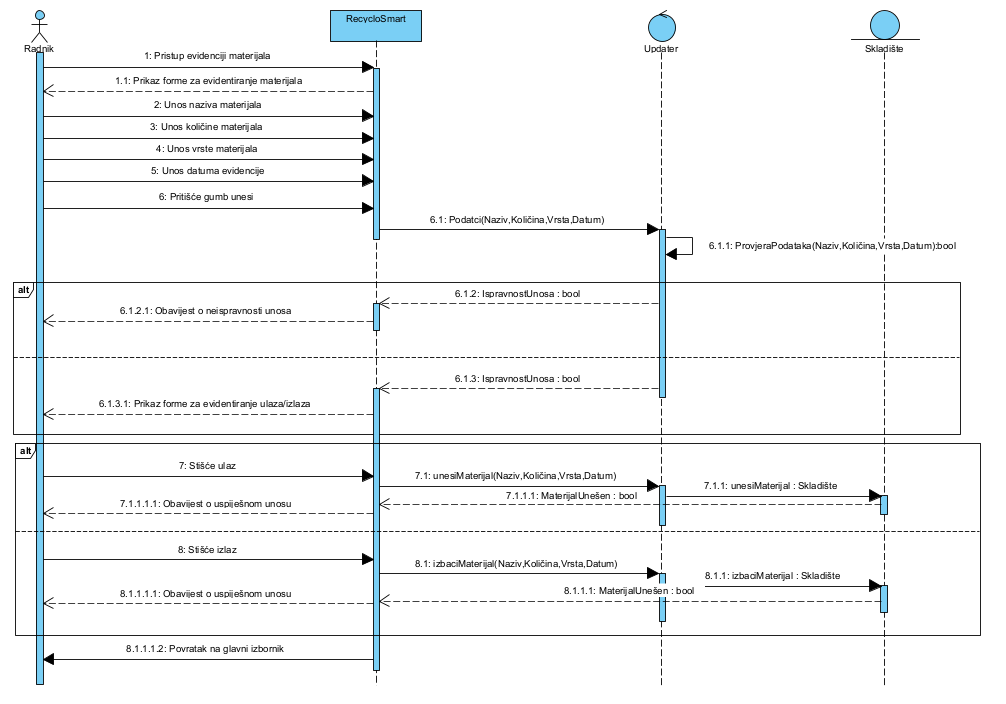 RecycloSmart
Radnik
Updater
Skladište
1: Pristup evidenciji materijala
1.1: Prikaz forme za evidentiranje materijala
2: Unos naziva materijala
3: Unos količine materijala
4: Unos vrste materijala
5: Unos datuma evidencije
6: Pritišće gumb unesi
6.1: Podatci(Naziv,Količina,Vrsta,Datum)
6.1.1: ProvjeraPodataka(Naziv,Količina,Vrsta,Datum):bool
alt
6.1.2: IspravnostUnosa : bool
6.1.2.1: Obavijest o neispravnosti unosa
6.1.3: IspravnostUnosa : bool
6.1.3.1: Prikaz forme za evidentiranje ulaza/izlaza
alt
7: Stišće ulaz
7.1: unesiMaterijal(Naziv,Količina,Vrsta,Datum)
7.1.1: unesiMaterijal : Skladište
7.1.1.1: MaterijalUnešen : bool
7.1.1.1.1: Obavijest o uspiješnom unosu
8: Stišće izlaz
8.1: izbaciMaterijal(Naziv,Količina,Vrsta,Datum)
8.1.1: izbaciMaterijal : Skladište
8.1.1.1: MaterijalUnešen : bool
8.1.1.1.1: Obavijest o uspiješnom unosu
8.1.1.1.2: Povratak na glavni izbornik